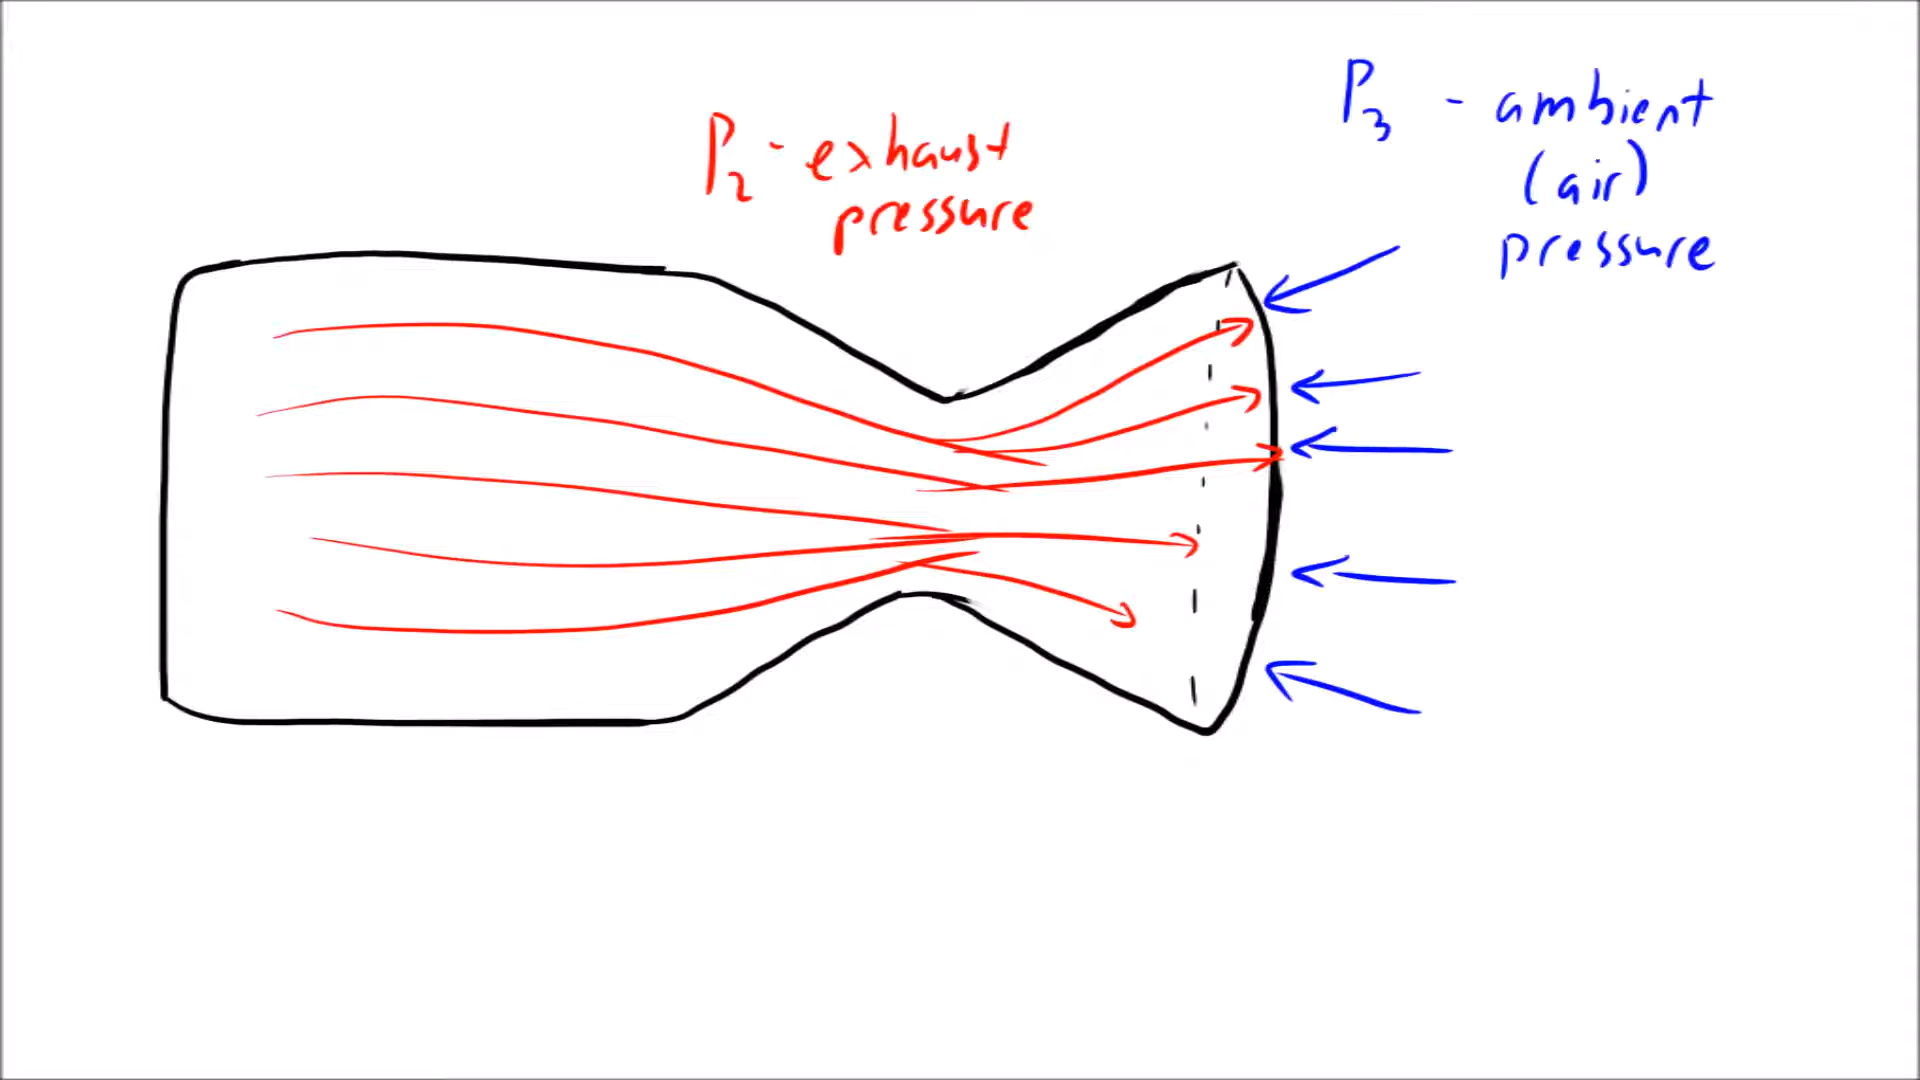 P2 - exhaust
pressure
P3 - ambient
(air)
pressure